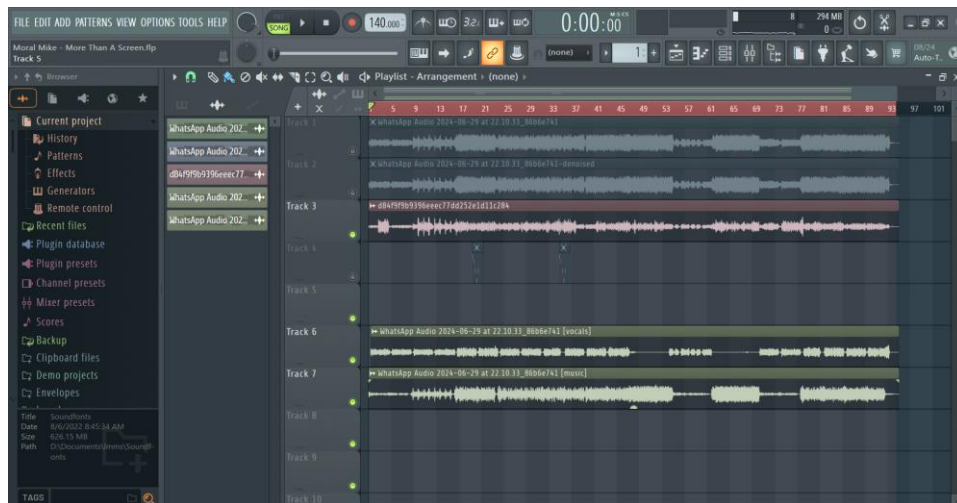 FILE EDIT ADD PATTERNS VIEW OPTIONS TOOLS HELP
SONG
140.000
0:00:00
M:S:CS
8
294 MB
0
Moral Mike - More Than A Screen.flp
Track 5
(none)
1
08/24
Auto-T..
Browser
Playlist - Arrangement › (none) ›
Current project
History
Patterns
Effects
Generators
Remote control
Recent files
Plugin database
Plugin presets
Channel presets
Mixer presets
Scores
Backup
Clipboard files
Demo projects
Envelopes
Title Soundfonts
Date 8/6/2022 8:45:34 AM
Size 626.15 MB
TAGS
WhatsApp Audio 202..
WhatsApp Audio 202..
d84f9f9b9396eeec77..
WhatsApp Audio 202..
WhatsApp Audio 202..
5 9 13 17 21 25 29 33 37 41 45 49 53 57 61 65 69 73 77 81 85 89 93 97 101
Track 1
WhatsApp Audio 2024-06-29 at 22.10.33_86b6e741
Track 2
WhatsApp Audio 2024-06-29 at 22.10.33_86b6e741-denoised
Track 3
d84f9f9b9396eeec77dd252e1d11c284
Track 4
Track 5
Track 6
WhatsApp Audio 2024-06-29 at 22.10.33_86b6e741 [vocals]
Track 7
WhatsApp Audio 2024-06-29 at 22.10.33_86b6e741 [music]
Track 8
Track 9
Track 10